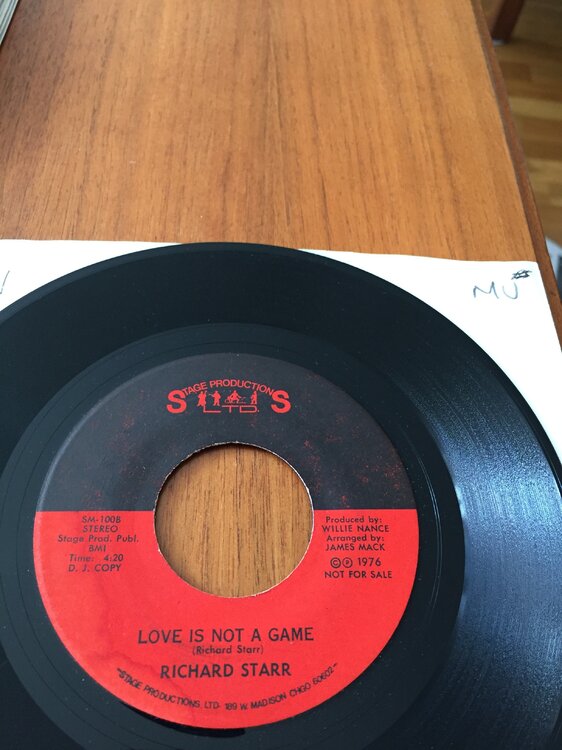 MU
STAGE PRODUCTIONS
LTD.
SM-100B
STEREO
Stage Prod. Publ.
BMI
Time: 4:20
D. J. COPY
Produced by:
WILLIE NANCE
Arranged by:
JAMES MACK
© ℗ 1976
NOT FOR SALE
LOVE IS NOT A GAME
(Richard Starr)
RICHARD STARR
-STAGE PRODUCTIONS, LTD· 189 W. MADISON CHGO 60602-